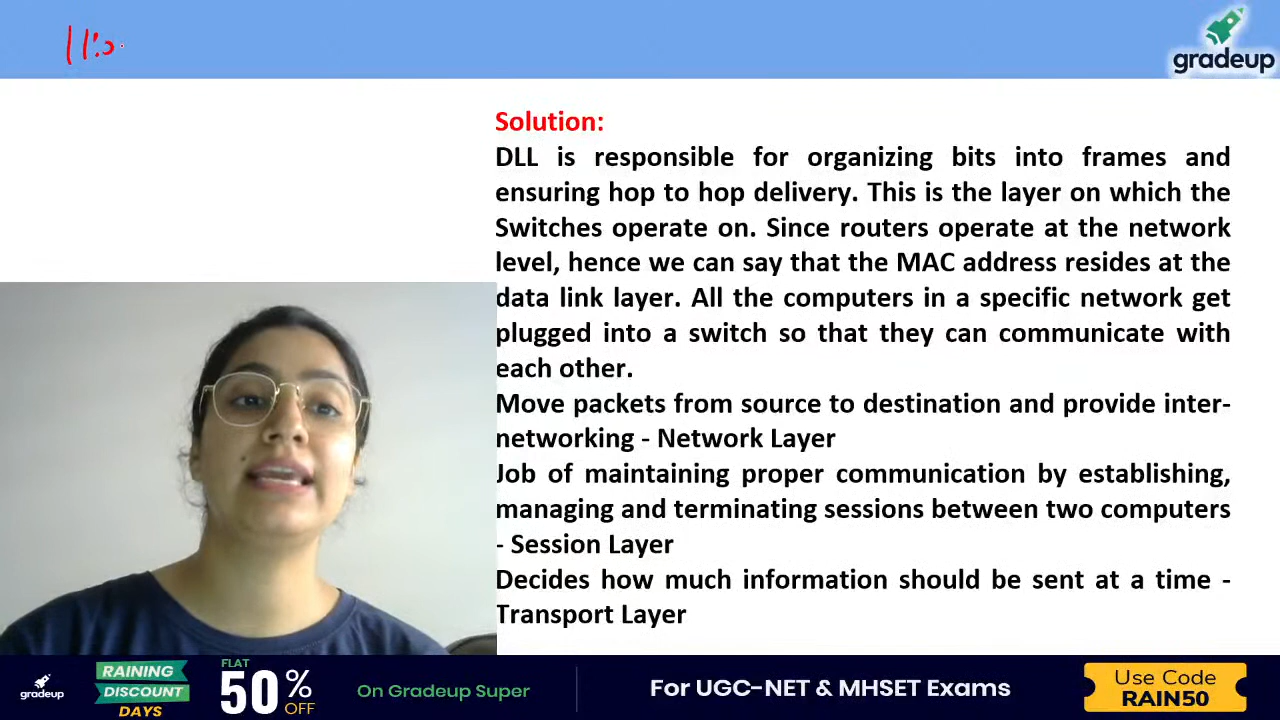 gradeup
Solution:
DLL is responsible for organizing bits into frames and
ensuring hop to hop delivery. This is the layer on which the
Switches operate on. Since routers operate at the network
level, hence we can say that the MAC address resides at the
data link layer. All the computers in a specific network get
plugged into a switch so that they can communicate with
each other.
Move packets from source to destination and provide inter-
networking - Network Layer
Job of maintaining proper communication by establishing,
managing and terminating sessions between two computers
- Session Layer
Decides how much information should be sent at a time -
Transport Layer
gradeup
RAINING
DISCOUNT
DAYS
FLAT
50%
OFF
On Gradeup Super
For UGC-NET & MHSET Exams
Use Code
RAIN50